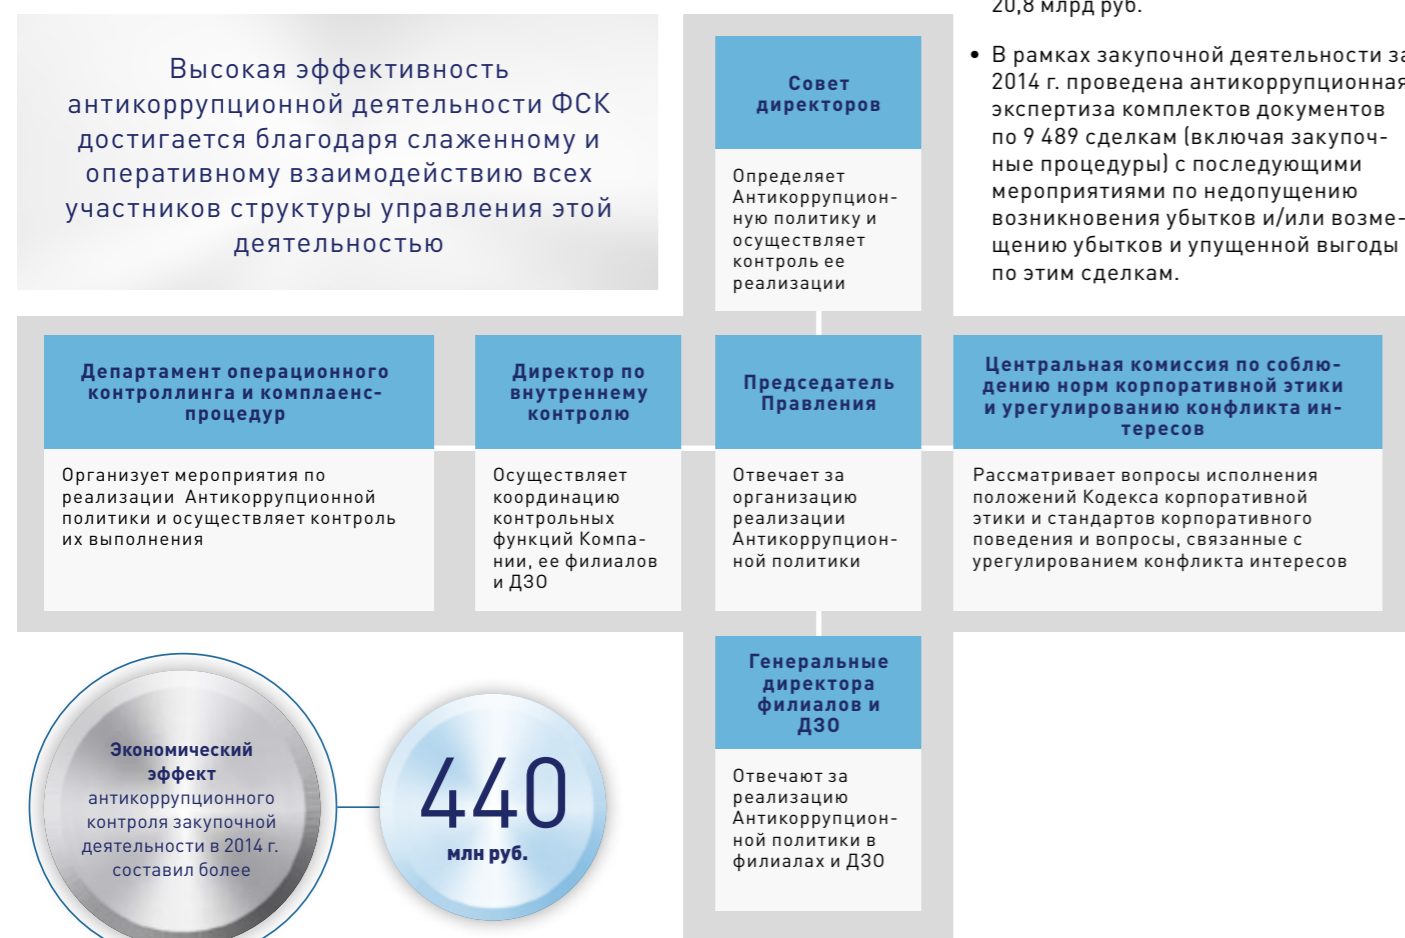 Высокая эффективность
антикоррупционной деятельности ФСК
достигается благодаря слаженному и
оперативному взаимодействию всех
участников структуры управления этой
деятельностью
20,8 млрд руб.
• В рамках закупочной деятельности за
2014 г. проведена антикоррупционная
экспертиза комплектов документов
по 9 489 сделкам (включая закупоч-
ные процедуры) с последующими
мероприятиями по недопущению
возникновения убытков и/или возме-
щению убытков и упущенной выгоды
по этим сделкам.
Совет
директоров
Определяет
Антикоррупцион-
ную политику и
осуществляет
контроль ее
реализации
Департамент операционного
контроллинга и комплаенс-
процедур
Организует мероприятия по
реализации Антикоррупционной
политики и осуществляет контроль
их выполнения
Директор по
внутреннему
контролю
Осуществляет
координацию
контрольных
функций Компа-
нии, ее филиалов
и ДЗО
Председатель
Правления
Отвечает за
организацию
реализации
Антикоррупцион-
ной политики
Центральная комиссия по соблю-
дению норм корпоративной этики
и урегулированию конфликта ин-
тересов
Рассматривает вопросы исполнения
положений Кодекса корпоративной
этики и стандартов корпоративного
поведения и вопросы, связанные с
урегулированием конфликта интересов
Генеральные
директора
филиалов и
ДЗО
Отвечают за
реализацию
Антикоррупцион-
ной политики в
филиалах и ДЗО
Экономический
эффект
антикоррупционного
контроля закупочной
деятельности в 2014 г.
составил более
440
млн руб.